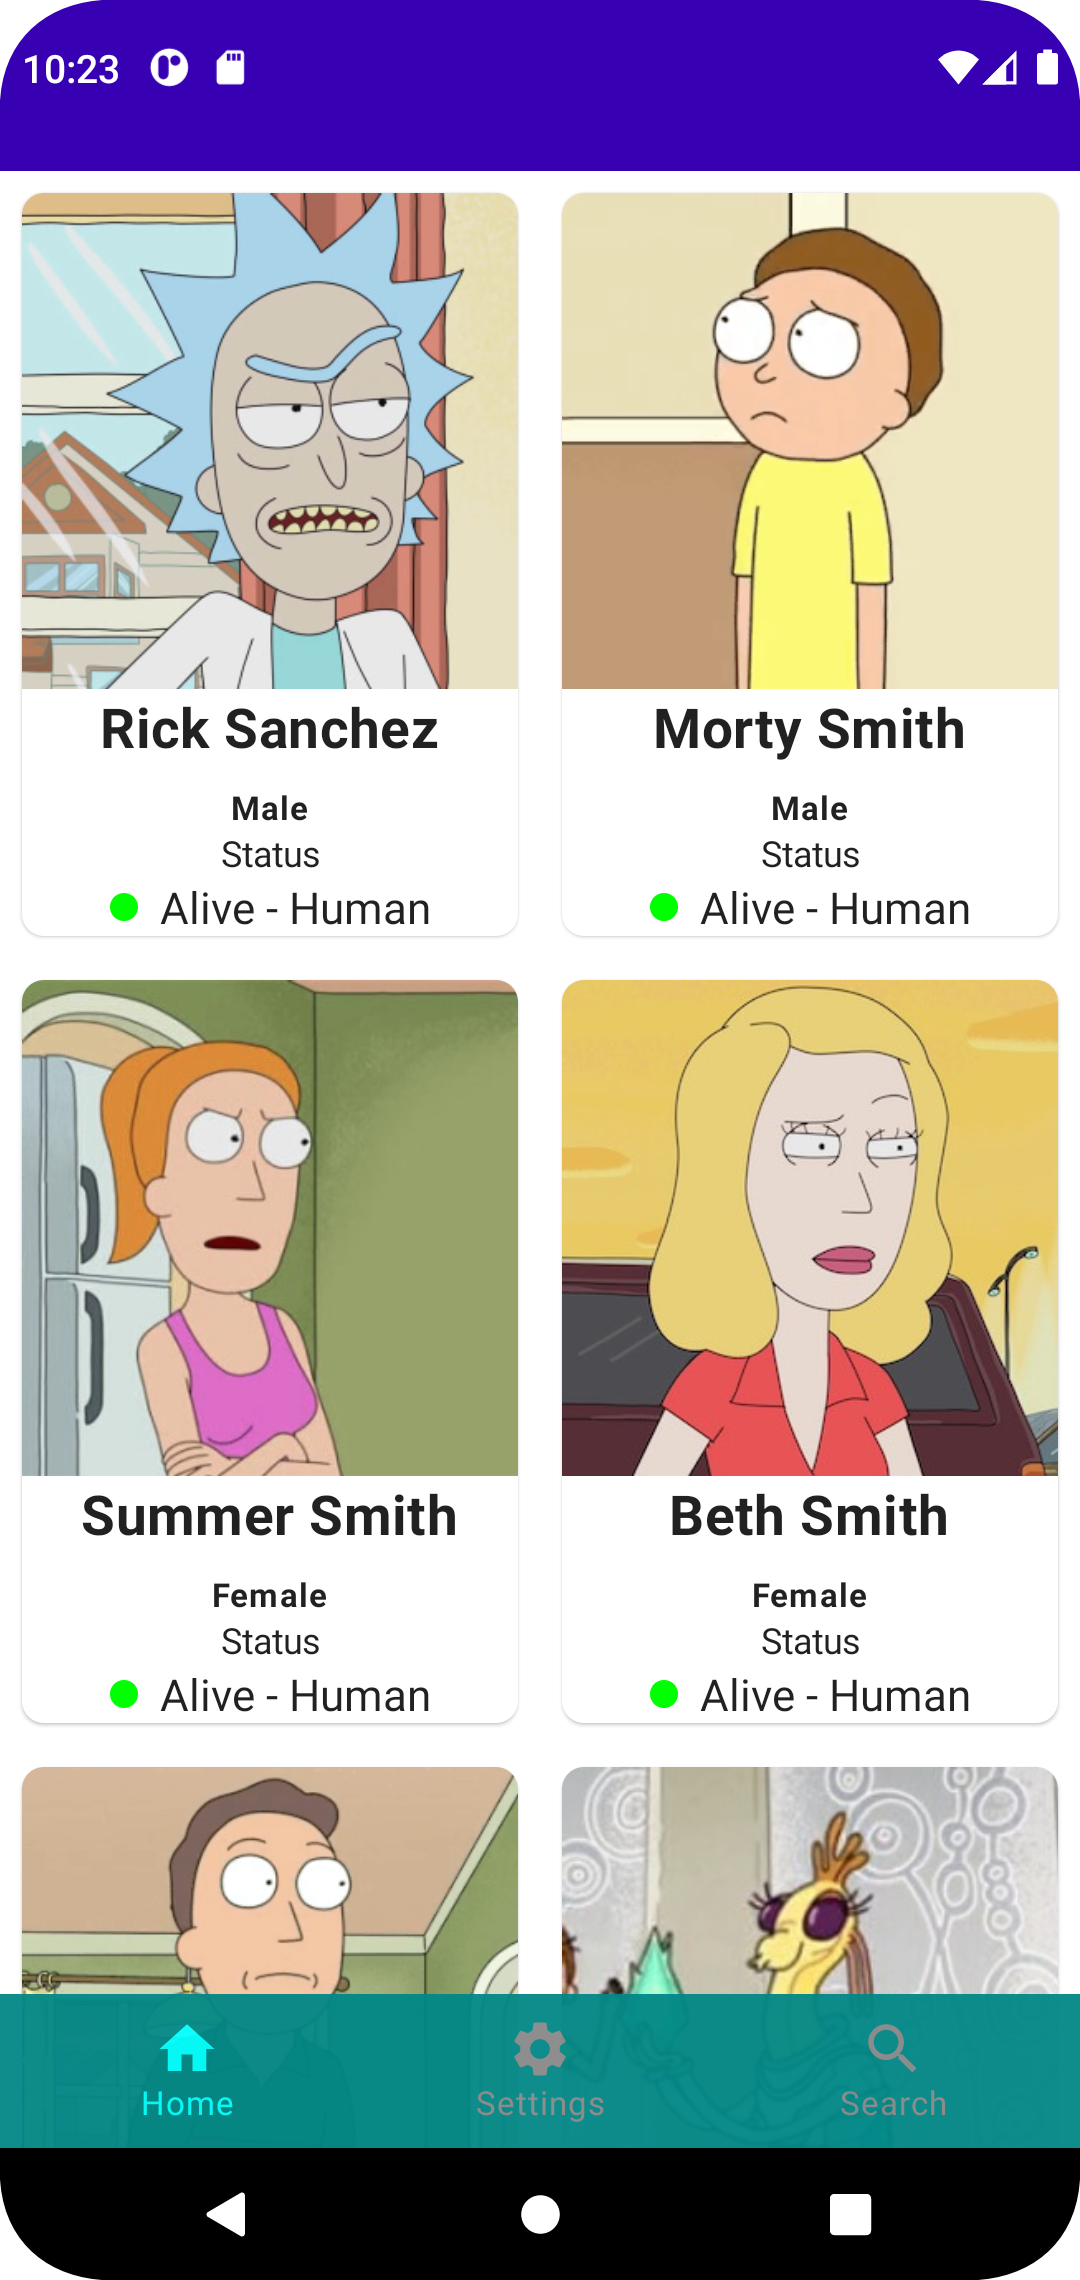 10:23
Rick Sanchez
Male
Status
Alive - Human
Morty Smith
Male
Status
Alive - Human
Summer Smith
Female
Status
Alive - Human
Beth Smith
Female
Status
Alive - Human
Home
Settings
Search